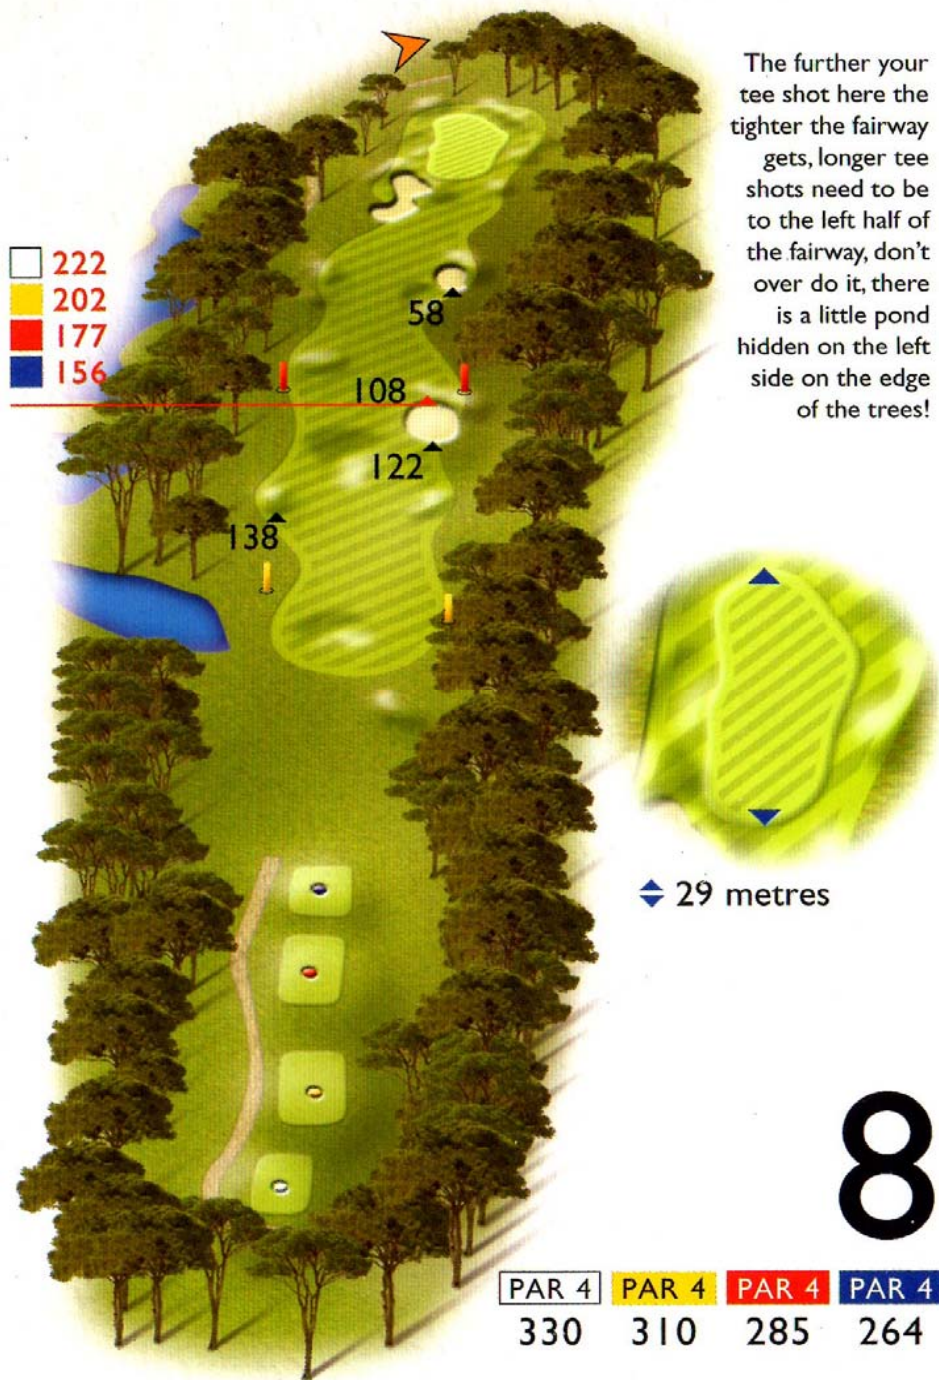 The further your
tee shot here the
tighter the fairway
gets, longer tee
shots need to be
to the left half of
the fairway, don't
over do it, there
is a little pond
hidden on the left
side on the edge
of the trees!
222
202
177
156
58
108
122
138
29 metres
8
PAR 4 PAR 4 PAR 4 PAR 4
330 310 285 264